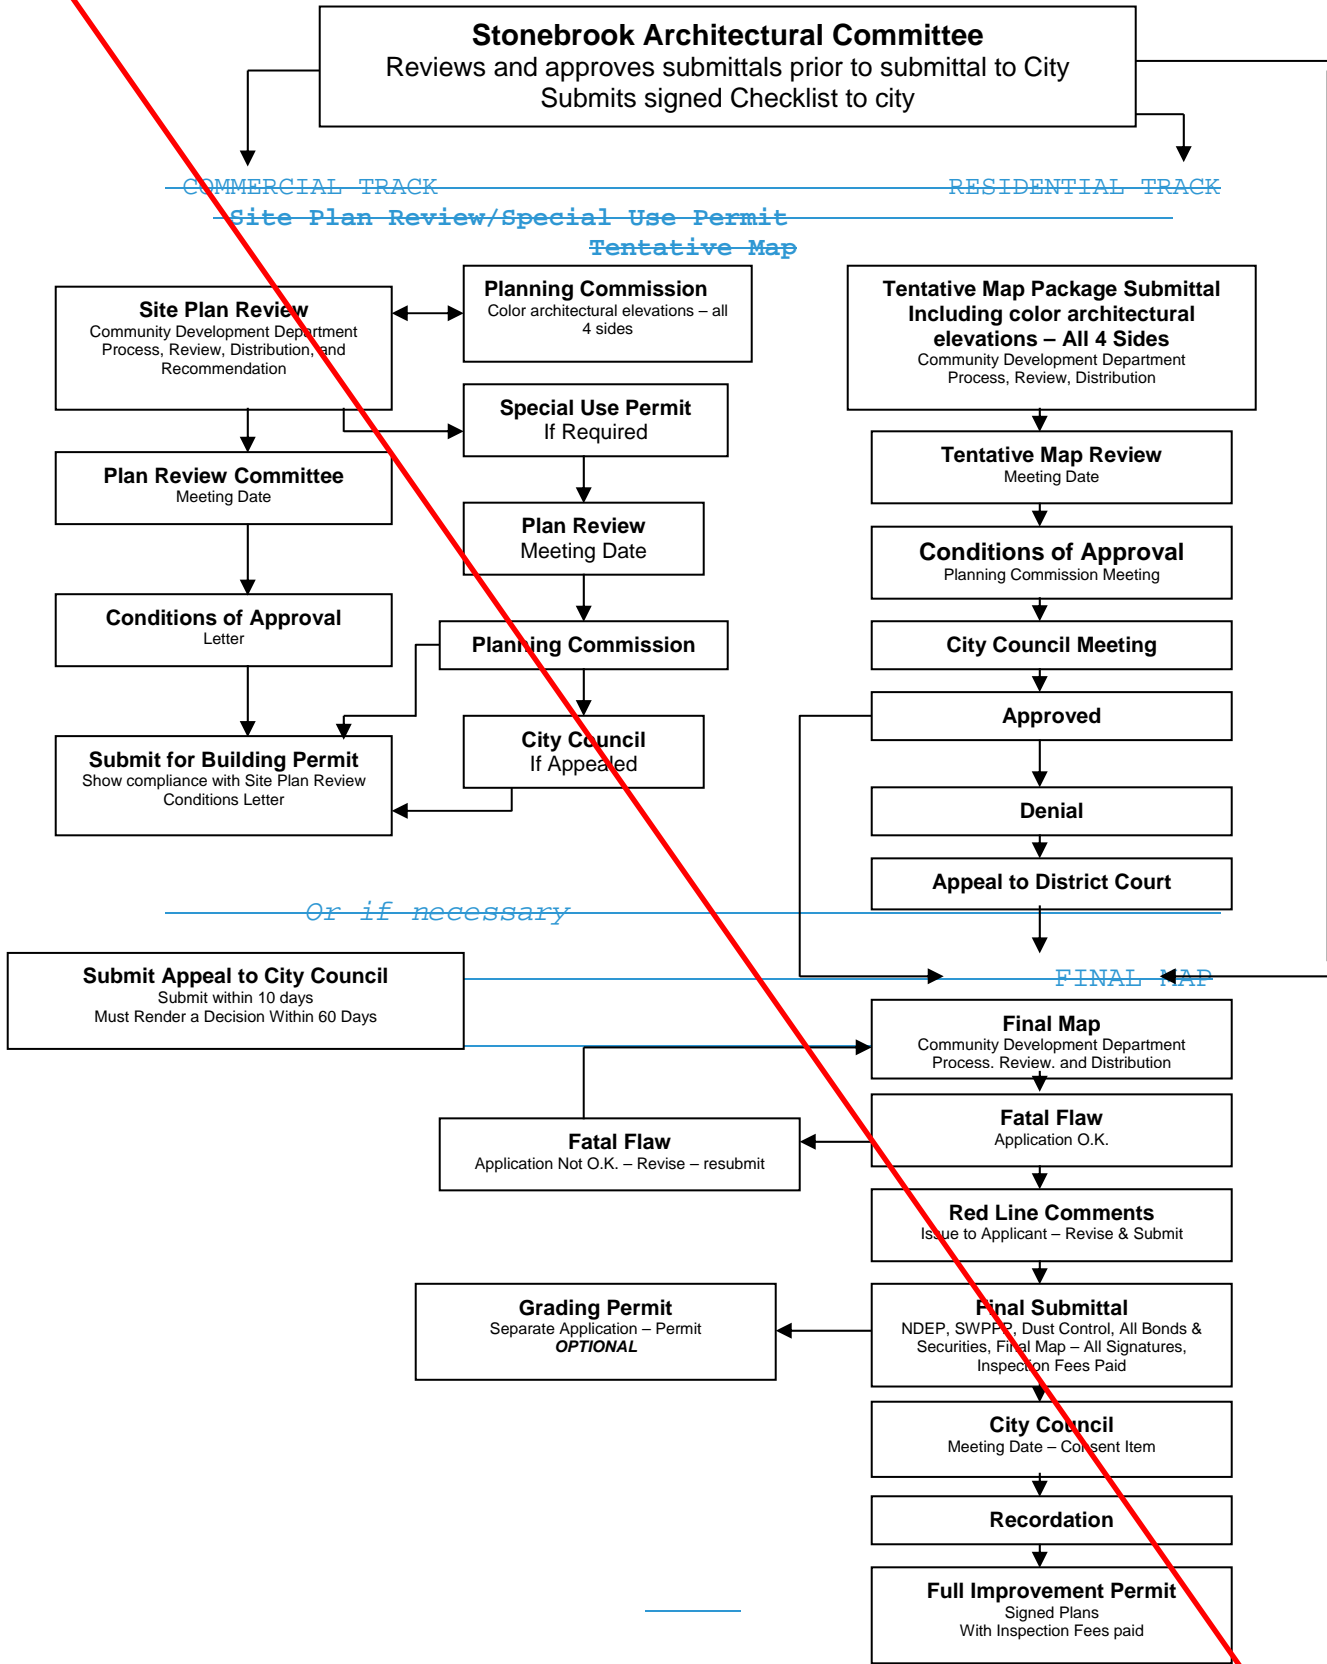 Stonebrook Architectural Committee
Reviews and approves submittals prior to submittal to City
Submits signed Checklist to city
COMMERCIAL TRACK RESIDENTIAL TRACK
Site Plan Review/Special Use Permit
Tentative Map
Site Plan Review
Community Development Department
Process, Review, Distribution, and
Recommendation
Planning Commission
Color architectural elevations – all
4 sides
Special Use Permit
If Required
Plan Review Committee
Meeting Date
Plan Review
Meeting Date
Conditions of Approval
Letter
Planning Commission
City Council
If Appealed
Submit for Building Permit
Show compliance with Site Plan Review
Conditions Letter
Tentative Map Package Submittal
Including color architectural
elevations – All 4 Sides
Community Development Department
Process, Review, Distribution
Tentative Map Review
Meeting Date
Conditions of Approval
Planning Commission Meeting
City Council Meeting
Approved
Denial
Appeal to District Court
Or if necessary
Submit Appeal to City Council
Submit within 10 days
Must Render a Decision Within 60 Days
FINAL MAP
Final Map
Community Development Department
Process. Review. and Distribution
Fatal Flaw
Application O.K.
Fatal Flaw
Application Not O.K. – Revise – resubmit
Red Line Comments
Issue to Applicant – Revise & Submit
Grading Permit
Separate Application – Permit
OPTIONAL
Final Submittal
NDEP, SWPPP, Dust Control, All Bonds &
Securities, Final Map – All Signatures,
Inspection Fees Paid
City Council
Meeting Date – Consent Item
Recordation
Full Improvement Permit
Signed Plans
With Inspection Fees paid